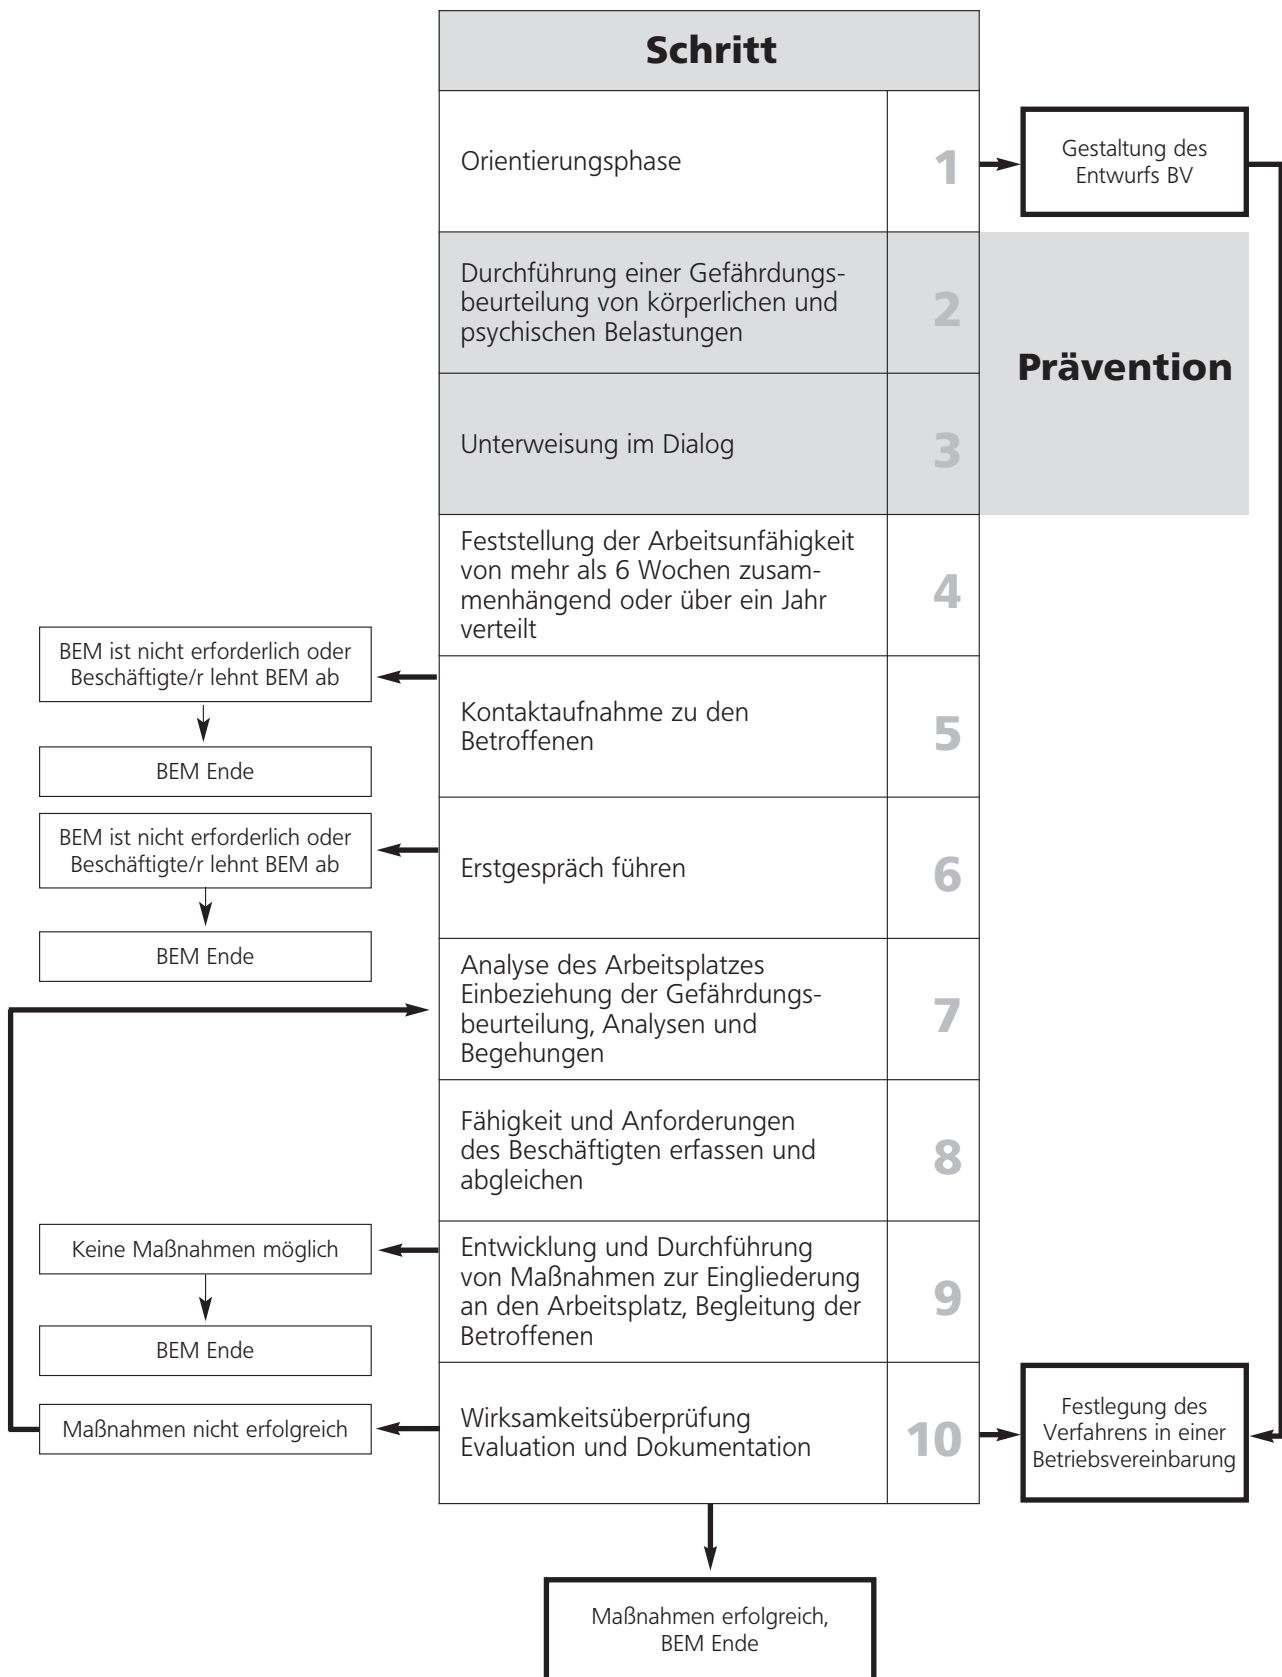 Schritt
Orientierungsphase
1
Gestaltung des
Entwurfs BV
Durchführung einer Gefährdungs-
beurteilung von körperlichen und
psychischen Belastungen
2
Prävention
Unterweisung im Dialog
3
Feststellung der Arbeitsunfähigkeit
von mehr als 6 Wochen zusam-
menhängend oder über ein Jahr
verteilt
4
BEM ist nicht erforderlich oder
Beschäftigte/r lehnt BEM ab
BEM Ende
Kontaktaufnahme zu den
Betroffenen
5
BEM ist nicht erforderlich oder
Beschäftigte/r lehnt BEM ab
BEM Ende
Erstgespräch führen
6
Analyse des Arbeitsplatzes
Einbeziehung der Gefährdungs-
beurteilung, Analysen und
Begehungen
7
Fähigkeit und Anforderungen
des Beschäftigten erfassen und
abgleichen
8
Keine Maßnahmen möglich
BEM Ende
Entwicklung und Durchführung
von Maßnahmen zur Eingliederung
an den Arbeitsplatz, Begleitung der
Betroffenen
9
Maßnahmen nicht erfolgreich
Wirksamkeitsüberprüfung
Evaluation und Dokumentation
10
Festlegung des
Verfahrens in einer
Betriebsvereinbarung
Maßnahmen erfolgreich,
BEM Ende